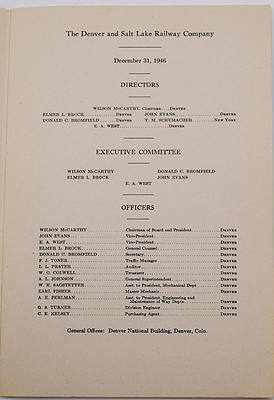 The Denver and Salt Lake Railway Company
December 31, 1946
DIRECTORS
WILSON McCARTHY, Chairman....Denver
ELMER L. BROCK..............Denver JOHN EVANS..............Denver
DONALD C. BROMFIELD......Denver T. M. SCHUMACHER....New York
E. A. WEST..............Denver
EXECUTIVE COMMITTEE
WILSON McCARTHY DONALD C. BROMFIELD
ELMER L. BROCK JOHN EVANS
E. A. WEST
OFFICERS
WILSON McCARTHY..............Chairman of Board and President..............Denver
JOHN EVANS..............Vice-President..............Denver
E. A. WEST..............Vice-President..............Denver
ELMER L. BROCK..............General Counsel..............Denver
DONALD C. BROMFIELD..............Secretary..............Denver
F. J. TONER..............Traffic Manager..............Denver
L. L. PRATER..............Auditor..............Denver
W. O. COLWELL..............Treasurer..............Denver
A. L. JOHNSON..............General Superintendent..............Denver
W. H. SAGSTETTER..............Asst. to President, Mechanical Dept...Denver
EARL FISHER..............Master Mechanic..............Denver
A. E. PERLMAN..............Asst. to President, Engineering and
Maintenance of Way Depts..............Denver
G. S. TURNER..............Division Engineer..............Denver
C. E. KELSEY..............Purchasing Agent..............Denver
General Offices: Denver National Building, Denver, Colo.